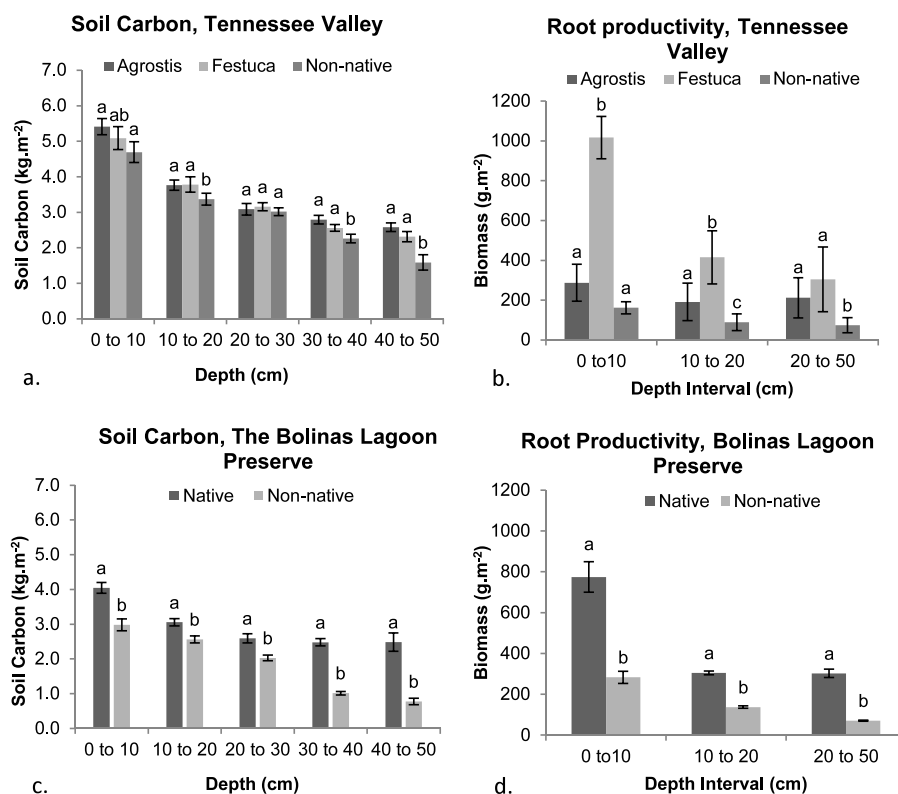 Soil Carbon, Tennessee Valley
Agrostis Festuca Non-native
7.0
6.0
5.0
4.0
3.0
2.0
1.0
0.0
Soil Carbon (kg.m-2)
a ab a
a a b
a a a
a a b
a a b
0 to 10 10 to 20 20 to 30 30 to 40 40 to 50
Depth (cm)
a.
Root productivity, Tennessee
Valley
Agrostis Festuca Non-native
1200
1000
800
600
400
200
0
Biomass (g.m-2)
a b a
a a c
a a b
0 to10 10 to 20 20 to 50
Depth Interval (cm)
b.
Soil Carbon, The Bolinas Lagoon
Preserve
Native Non-native
7.0
6.0
5.0
4.0
3.0
2.0
1.0
0.0
Soil Carbon (kg.m-2)
a b
a b
a b
a b
a b
0 to 10 10 to 20 20 to 30 30 to 40 40 to 50
Depth (cm)
c.
Root Productivity, Bolinas Lagoon
Preserve
Native Non-native
1200
1000
800
600
400
200
0
Biomass (g.m-2)
a b
a b
a b
0 to10 10 to 20 20 to 50
Depth Interval (cm)
d.